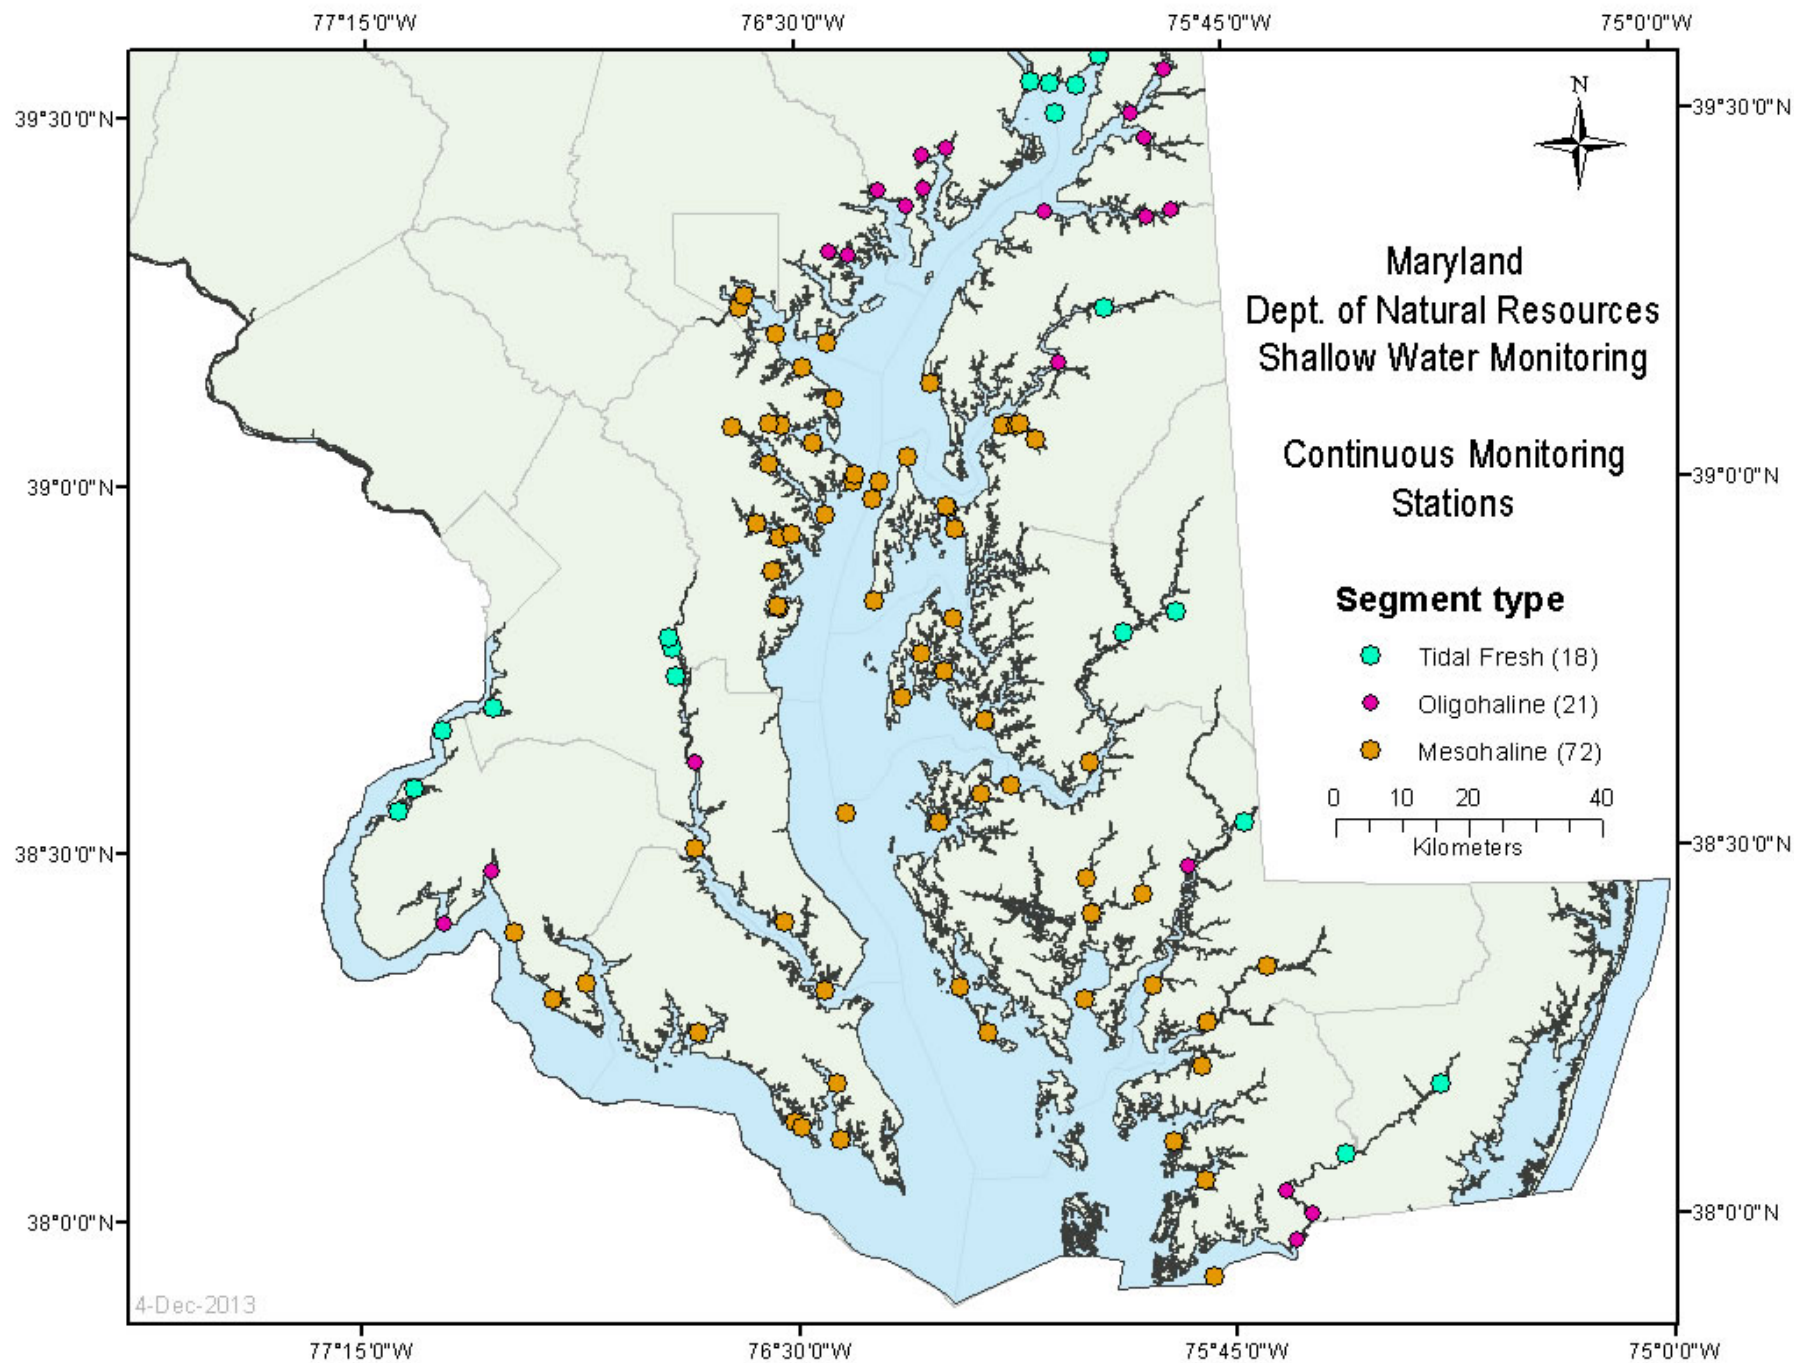 77°15'0"W 76°30'0"W 75°45'0"W 75°0'0"W
39°30'0"N 39°30'0"N
N
Maryland
Dept. of Natural Resources
Shallow Water Monitoring
Continuous Monitoring
Stations
39°0'0"N 39°0'0"N
Segment type
Tidal Fresh (18)
Oligohaline (21)
Mesohaline (72)
0 10 20 40
Kilometers
38°30'0"N 38°30'0"N
38°0'0"N 38°0'0"N
4-Dec-2013
77°15'0"W 76°30'0"W 75°45'0"W 75°0'0"W